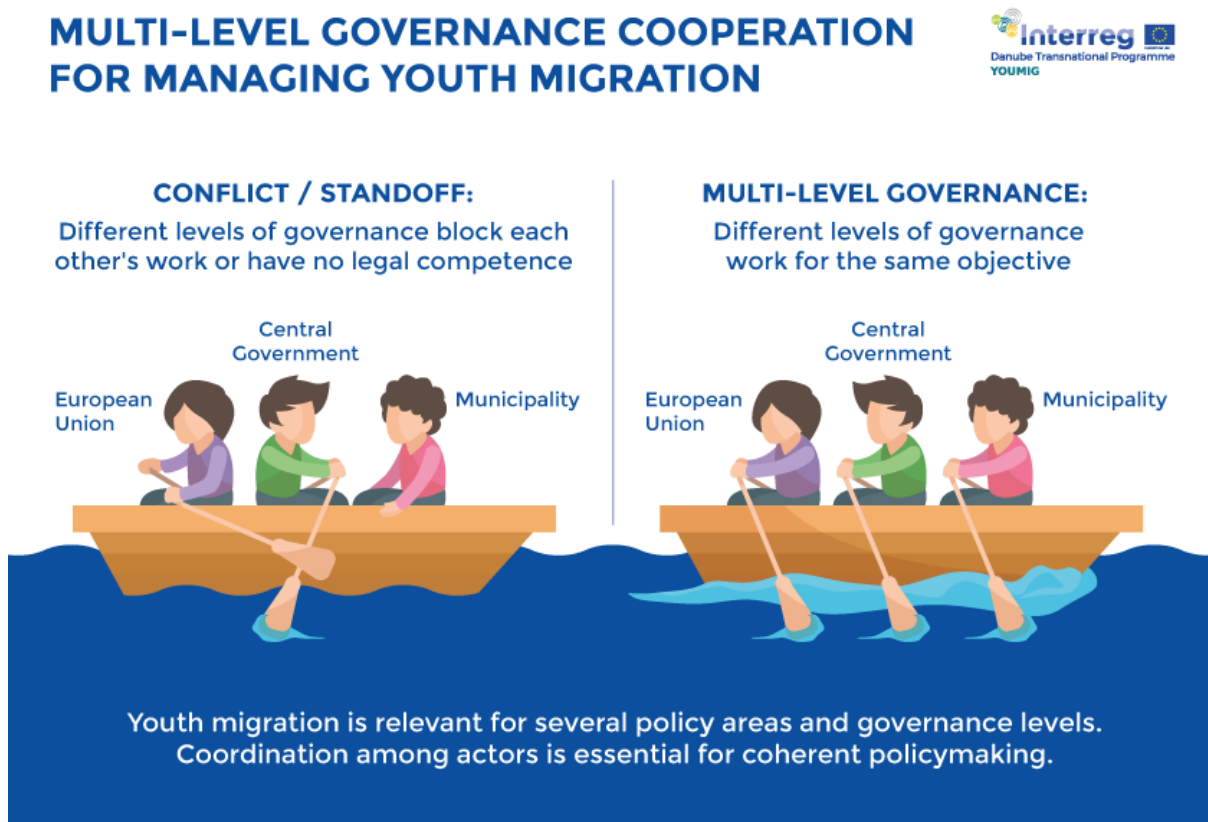 MULTI-LEVEL GOVERNANCE COOPERATION
FOR MANAGING YOUTH MIGRATION
Interreg
Danube Transnational Programme
YOUMIG
CONFLICT / STANDOFF:
Different levels of governance block each
other's work or have no legal competence
Central
Government
European
Union
Municipality
MULTI-LEVEL GOVERNANCE:
Different levels of governance
work for the same objective
Central
Government
European
Union
Municipality
Youth migration is relevant for several policy areas and governance levels.
Coordination among actors is essential for coherent policymaking.